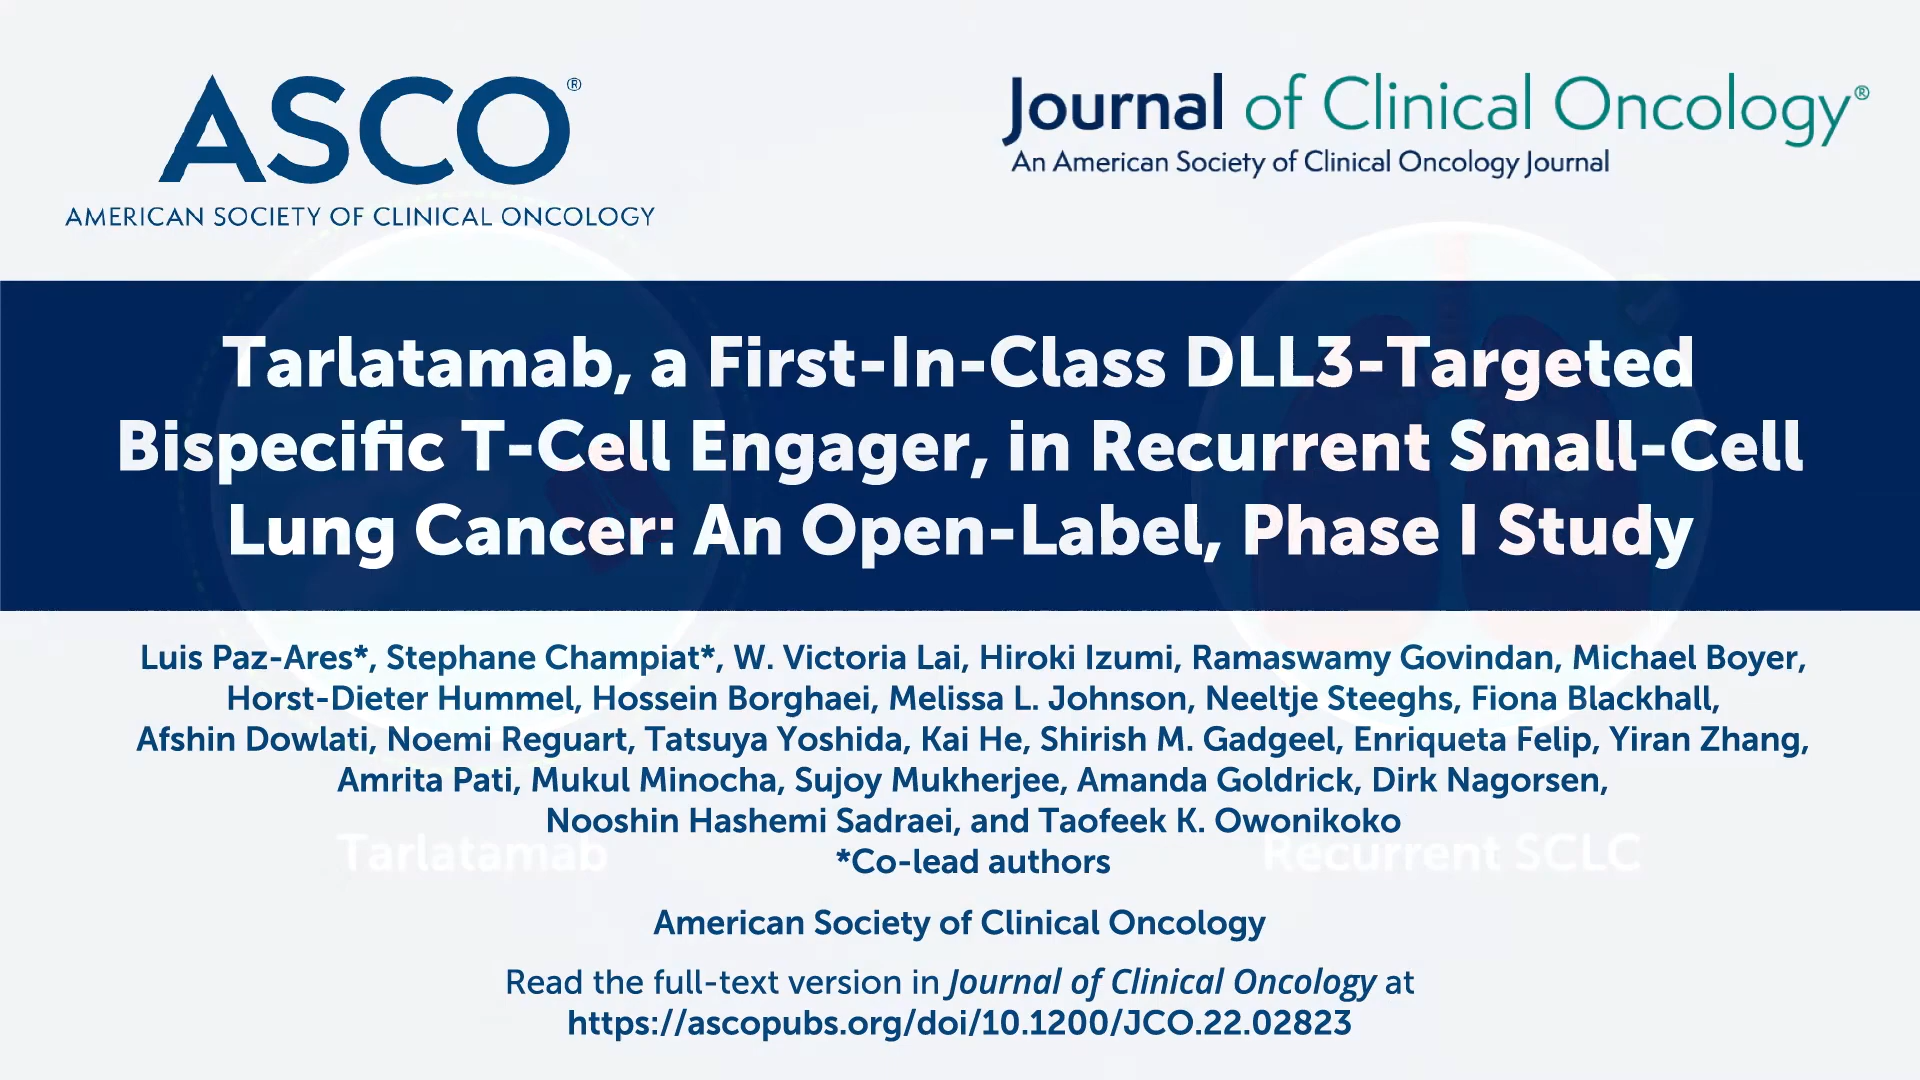 ASCO®
AMERICAN SOCIETY OF CLINICAL ONCOLOGY
Journal of Clinical Oncology®
An American Society of Clinical Oncology Journal
Tarlatamab, a First-In-Class DLL3-Targeted
Bispecific T-Cell Engager, in Recurrent Small-Cell
Lung Cancer: An Open-Label, Phase I Study
Luis Paz-Ares*, Stephane Champiat*, W. Victoria Lai, Hiroki Izumi, Ramaswamy Govindan, Michael Boyer,
Horst-Dieter Hummel, Hossein Borghaei, Melissa L. Johnson, Neeltje Steeghs, Fiona Blackhall,
Afshin Dowlati, Noemi Reguart, Tatsuya Yoshida, Kai He, Shirish M. Gadgeel, Enriqueta Felip, Yiran Zhang,
Amrita Pati, Mukul Minocha, Sujoy Mukherjee, Amanda Goldrick, Dirk Nagorsen,
Nooshin Hashemi Sadraei, and Taofeek K. Owonikoko
*Co-lead authors
Tarlatamab
Recurrent SCLC
American Society of Clinical Oncology
Read the full-text version in Journal of Clinical Oncology at
https://ascopubs.org/doi/10.1200/JCO.22.02823